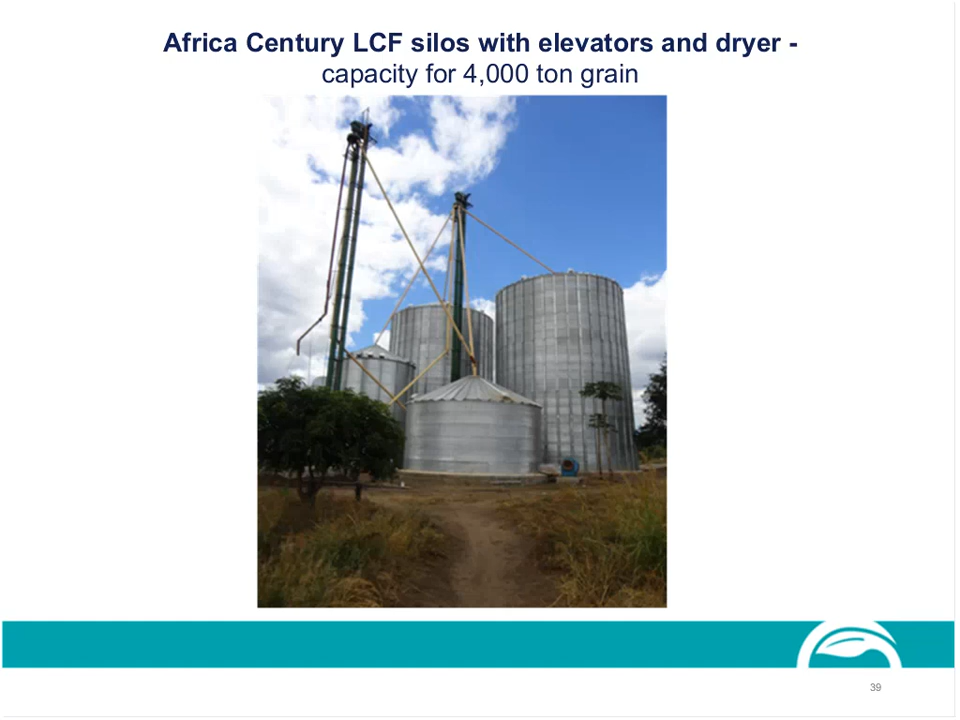 Africa Century LCF silos with elevators and dryer -
capacity for 4,000 ton grain
39